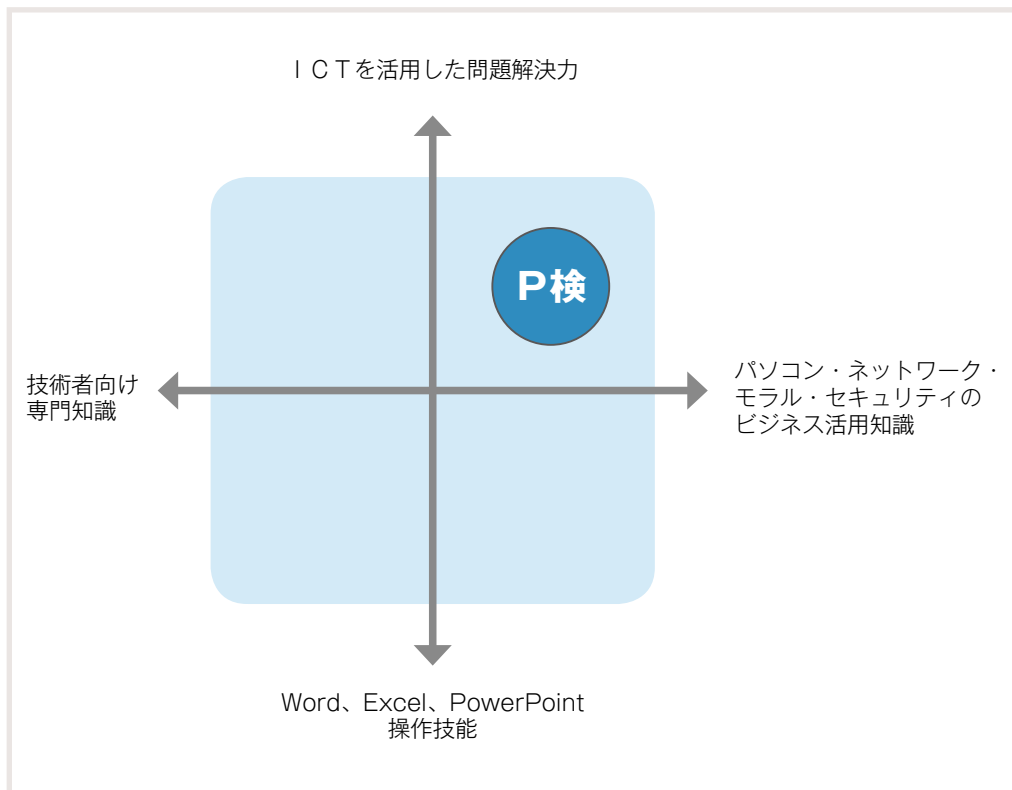 ＩＣＴを活用した問題解決力
P検
技術者向け
専門知識
パソコン・ネットワーク・
モラル・セキュリティの
ビジネス活用知識
Word、Excel、PowerPoint
操作技能